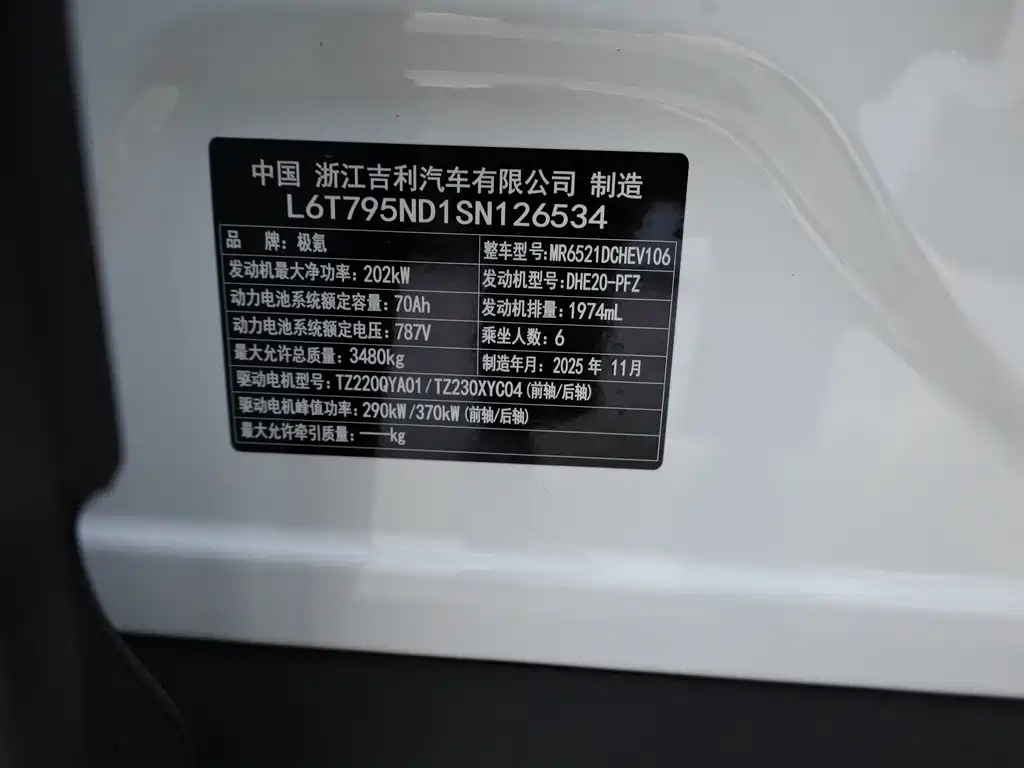 中国 浙江吉利汽车有限公司 制造
L6T795ND1SN126534
品 牌：极氪 整车型号：MR6521DCHEV106
发动机最大净功率：202kW 发动机型号：DHE20-PFZ
动力电池系统额定容量：70Ah 发动机排量：1974mL
动力电池系统额定电压：787V 乘坐人数：6
最大允许总质量：3480kg 制造年月：2025 年 11月
驱动电机型号：TZ220QYA01/TZ230XYC04(前轴/后轴)
驱动电机峰值功率：290kW/370kW(前轴/后轴)
最大允许牵引质量：——kg